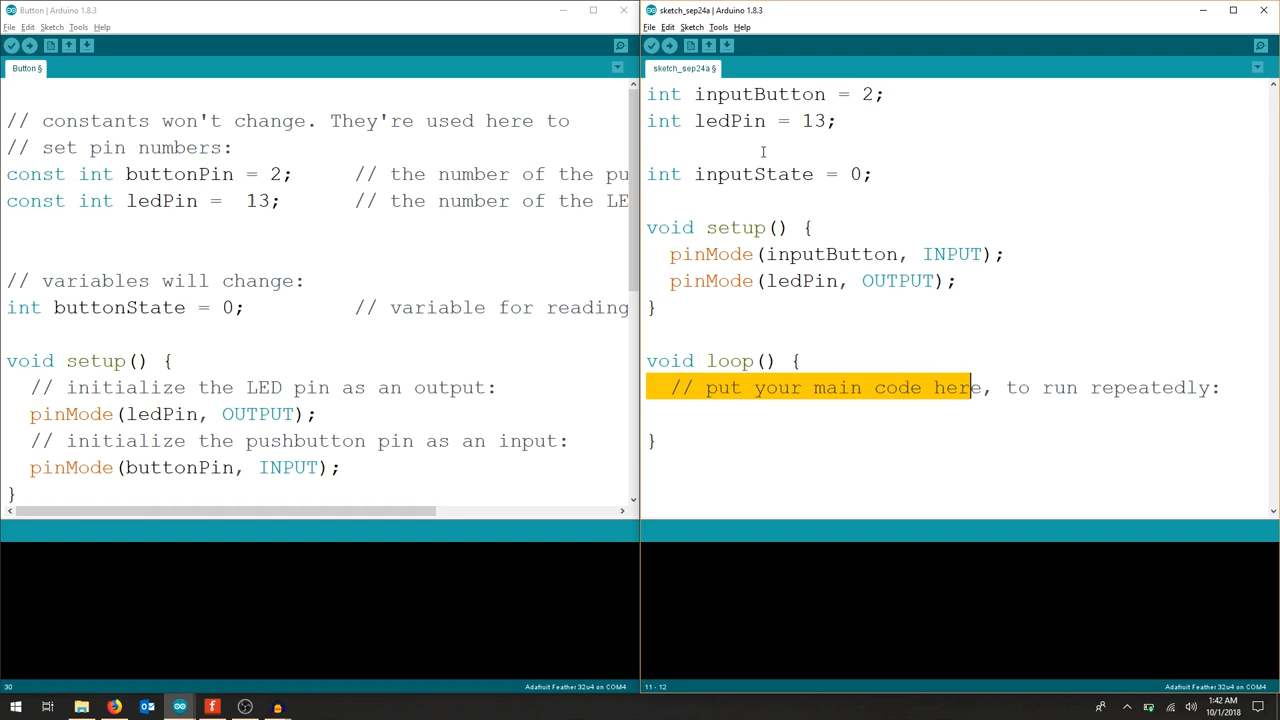 Button | Arduino 1.8.3
File Edit Sketch Tools Help
Button §
// constants won't change. They're used here to
// set pin numbers:
const int buttonPin = 2;     // the number of the pu
const int ledPin =  13;      // the number of the LE
// variables will change:
int buttonState = 0;         // variable for reading
void setup() {
// initialize the LED pin as an output:
pinMode(ledPin, OUTPUT);
// initialize the pushbutton pin as an input:
pinMode(buttonPin, INPUT);
}
30
Adafruit Feather 32u4 on COM4
sketch_sep24a | Arduino 1.8.3
File Edit Sketch Tools Help
sketch_sep24a §
int inputButton = 2;
int ledPin = 13;
int inputState = 0;
void setup() {
pinMode(inputButton, INPUT);
pinMode(ledPin, OUTPUT);
}
void loop() {
// put your main code here, to run repeatedly:
}
11 - 12
Adafruit Feather 32u4 on COM4
1:42 AM
10/1/2018